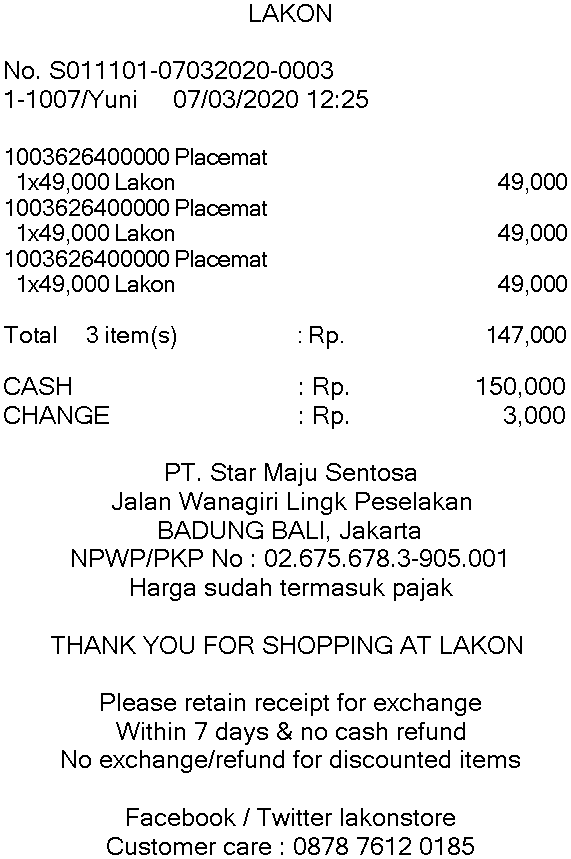 LAKON
No. S011101-07032020-0003
1-1007/Yuni 07/03/2020 12:25
1003626400000 Placemat
1x49,000 Lakon 49,000
1003626400000 Placemat
1x49,000 Lakon 49,000
1003626400000 Placemat
1x49,000 Lakon 49,000
Total 3 item(s) : Rp. 147,000
CASH : Rp. 150,000
CHANGE : Rp. 3,000
PT. Star Maju Sentosa
Jalan Wanagiri Lingk Peselakan
BADUNG BALI, Jakarta
NPWP/PKP No : 02.675.678.3-905.001
Harga sudah termasuk pajak
THANK YOU FOR SHOPPING AT LAKON
Please retain receipt for exchange
Within 7 days & no cash refund
No exchange/refund for discounted items
Facebook / Twitter lakonstore
Customer care : 0878 7612 0185